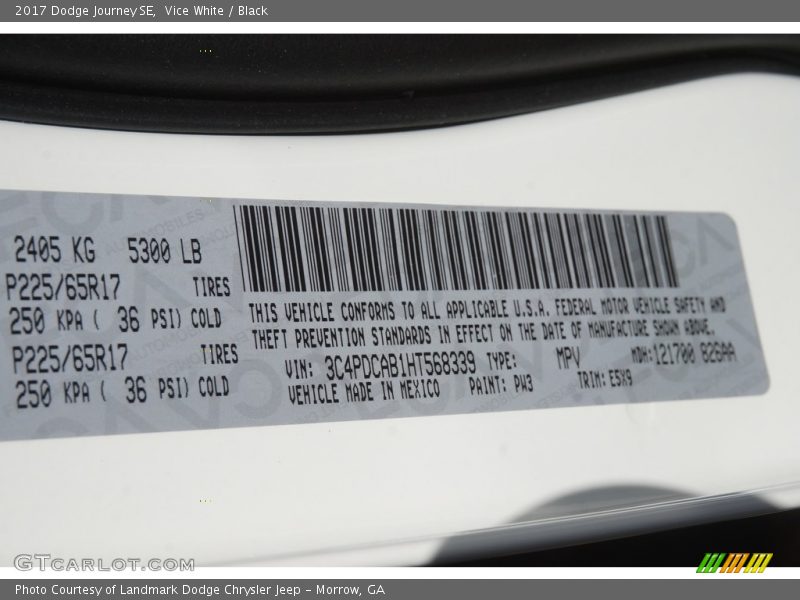 2017 Dodge Journey SE, Vice White / Black
2405 KG 5300 LB
P225/65R17 TIRES
250 KPA ( 36 PSI) COLD
P225/65R17 TIRES
250 KPA ( 36 PSI) COLD
THIS VEHICLE CONFORMS TO ALL APPLICABLE U.S.A. FEDERAL MOTOR VEHICLE SAFETY AND
THEFT PREVENTION STANDARDS IN EFFECT ON THE DATE OF MANUFACTURE SHOWN ABOVE.
VIN: 3C4PDCAB1HT568339 TYPE: MPV MDH:121700 826AA
VEHICLE MADE IN MEXICO PAINT: PW3 TRIM: E5X9
GTCARLOT.COM
Photo Courtesy of Landmark Dodge Chrysler Jeep - Morrow, GA